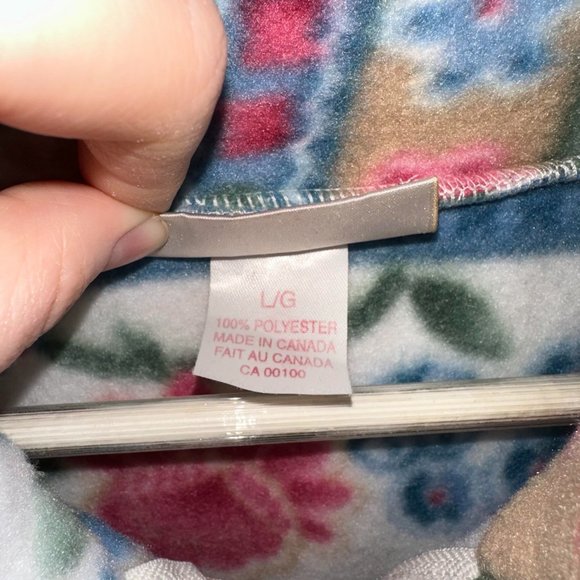 L/G
100% POLYESTER
MADE IN CANADA
FAIT AU CANADA
CA 00100